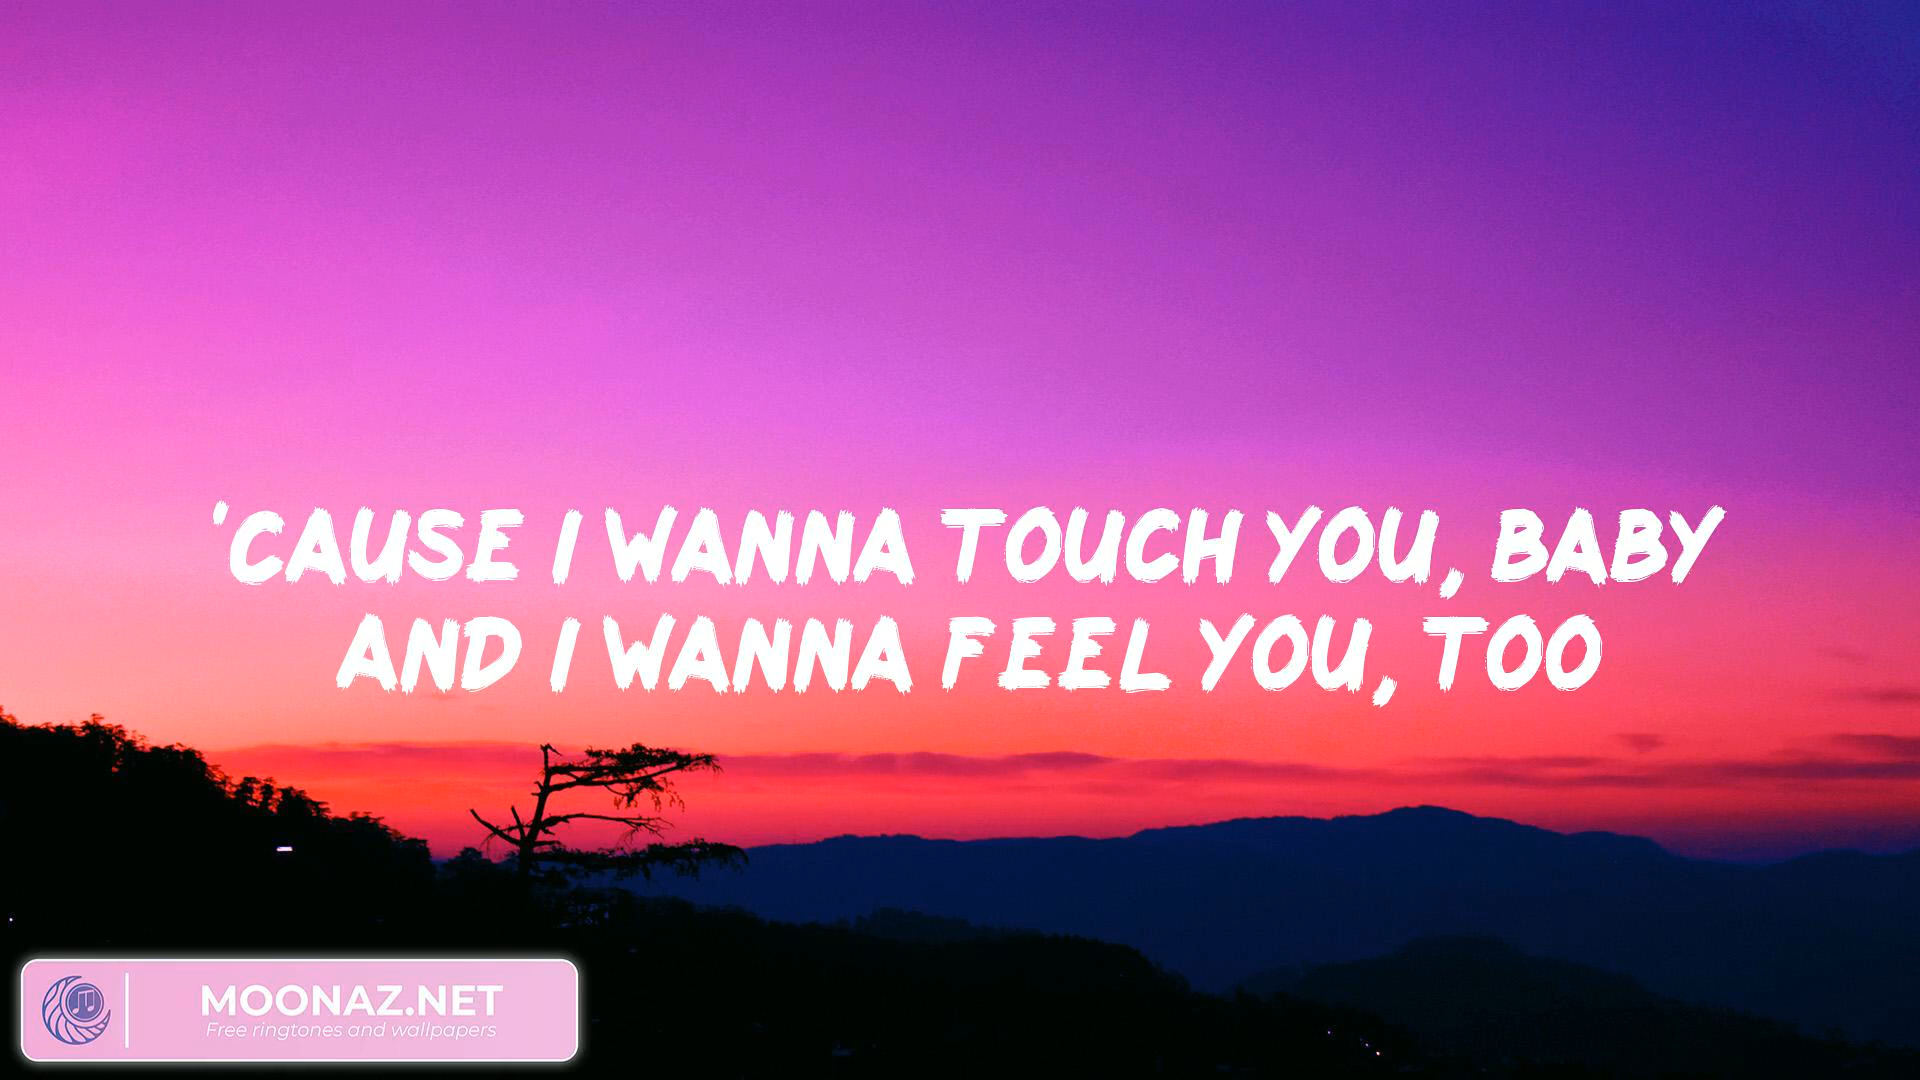 'CAUSE I WANNA TOUCH YOU, BABY
AND I WANNA FEEL YOU, TOO
MOONAZ.NET
Free ringtones and wallpapers